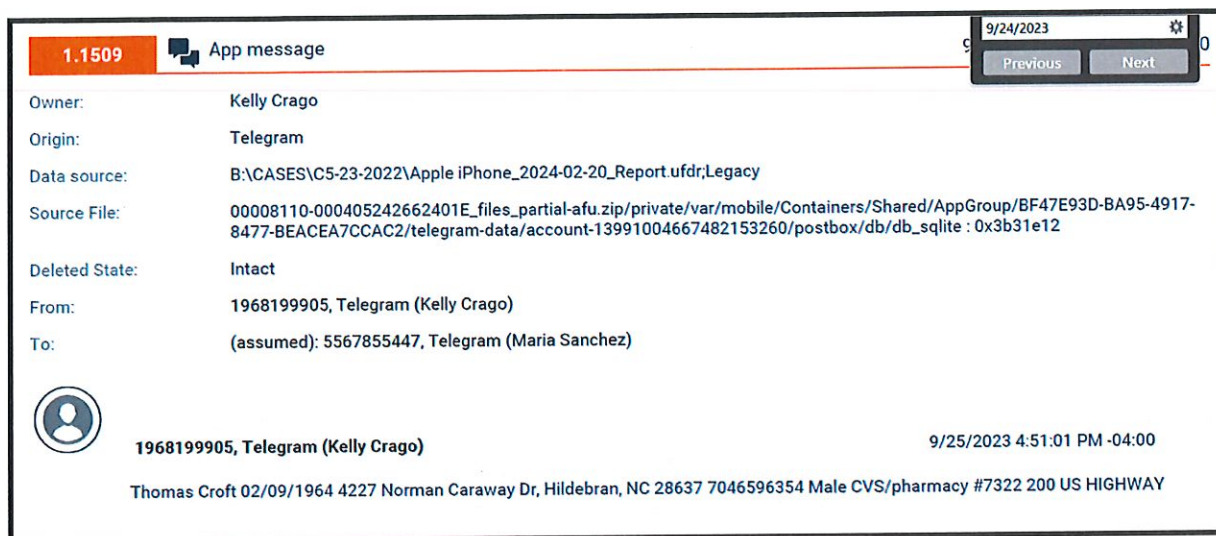 9/24/2023
1.1509 App message 9 0
Previous Next
Owner: Kelly Crago
Origin: Telegram
Data source: B:\CASES\C5-23-2022\Apple iPhone_2024-02-20_Report.ufdr;Legacy
Source File: 00008110-000405242662401E_files_partial-afu.zip/private/var/mobile/Containers/Shared/AppGroup/BF47E93D-BA95-4917-
8477-BEACEA7CCAC2/telegram-data/account-13991004667482153260/postbox/db/db_sqlite : 0x3b31e12
Deleted State: Intact
From: 1968199905, Telegram (Kelly Crago)
To: (assumed): 5567855447, Telegram (Maria Sanchez)
1968199905, Telegram (Kelly Crago) 9/25/2023 4:51:01 PM -04:00
Thomas Croft 02/09/1964 4227 Norman Caraway Dr, Hildebran, NC 28637 7046596354 Male CVS/pharmacy #7322 200 US HIGHWAY